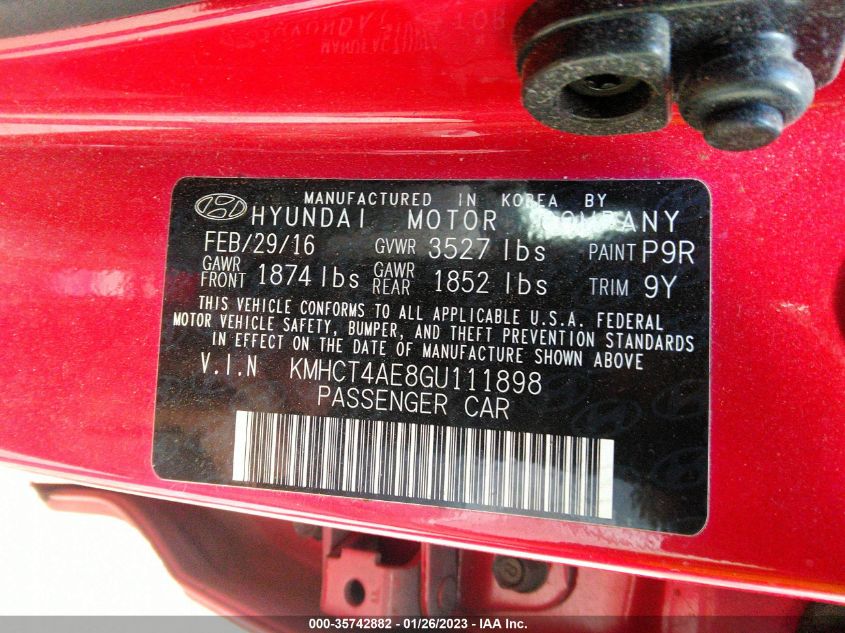 MANUFACTURED IN KOREA BY
HYUNDAI MOTOR COMPANY
FEB/29/16 GVWR 3527 lbs PAINT P9R
GAWR FRONT 1874 lbs GAWR REAR 1852 lbs TRIM 9Y
THIS VEHICLE CONFORMS TO ALL APPLICABLE U.S.A. FEDERAL
MOTOR VEHICLE SAFETY, BUMPER, AND THEFT PREVENTION STANDARDS
IN EFFECT ON THE DATE OF MANUFACTURE SHOWN ABOVE
V.I.N KMHCT4AE8GU111898
PASSENGER CAR
000-35742882 - 01/26/2023 - IAA Inc.